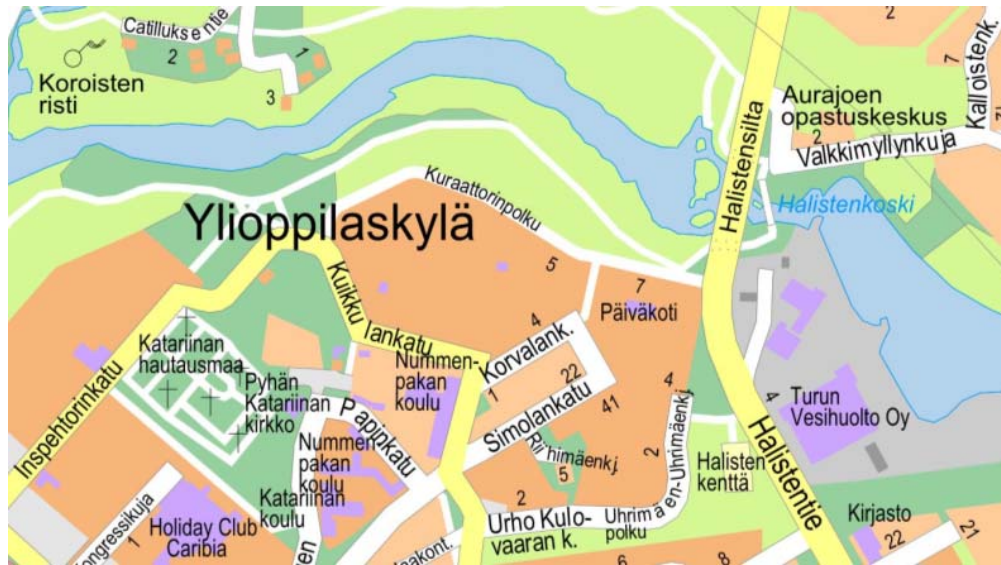 Catilluksentie
2
1
3
Koroisten
risti
2
7
Kalloistenk.
Aurajoen
opastuskeskus
2
Valkkimyllynkuja
Halistensilta
Halistenkoski
Kuraattorinpolku
Ylioppilaskylä
5
7
Päiväkoti
Kuikkulankatu
Katariinan
hautausmaa
Inspehtorinkatu
Nummen-
pakan
koulu
4
Korvalank.
1
22
Simolankatu
41
4
2
Pyhän
Katariinan
kirkko
Papinkatu
Riihimäenkj.
5
Uhrimäenkj.
Halisten
kenttä
4
Turun
Vesihuolto Oy
Halistentie
Nummen-
pakan
koulu
Katariinan
koulu
Kongressikuja
1
Holiday Club
Caribia
2
Urho Kulo-
vaaran k.
Uhrimäen-
polku
Kirjasto
22
21
6
8